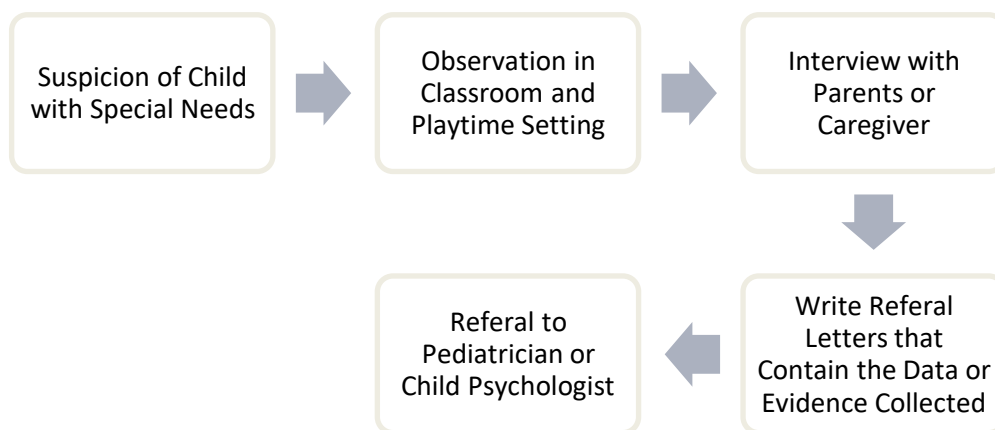 Suspicion of Child
with Special Needs
Observation in
Classroom and
Playtime Setting
Interview with
Parents or
Caregiver
Write Referal
Letters that
Contain the Data or
Evidence Collected
Referal to
Pediatrician or
Child Psychologist